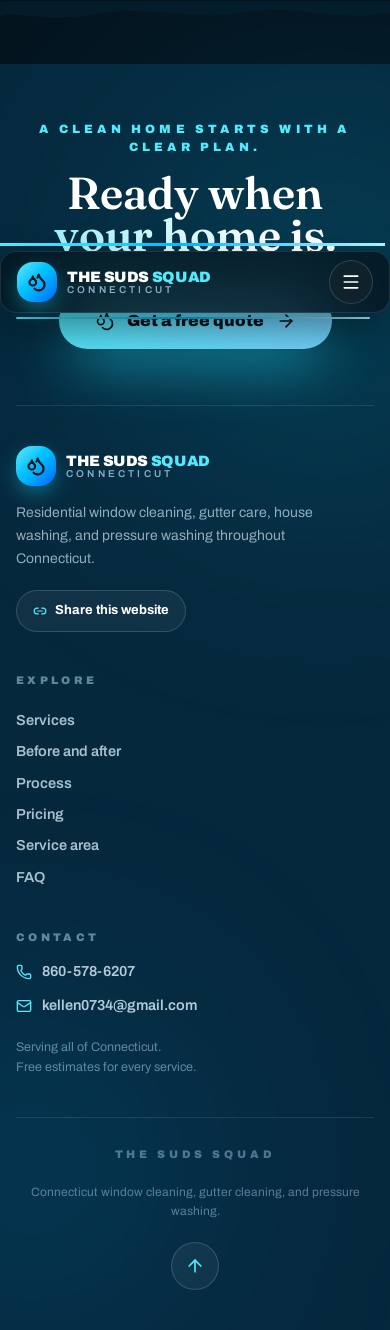 A CLEAN HOME STARTS WITH A
CLEAR PLAN.
Ready when
your home is.
THE SUDS SQUAD
CONNECTICUT
Get a free quote
THE SUDS SQUAD
CONNECTICUT
Residential window cleaning, gutter care, house
washing, and pressure washing throughout
Connecticut.
Share this website
EXPLORE
Services
Before and after
Process
Pricing
Service area
FAQ
CONTACT
860-578-6207
kellen0734@gmail.com
Serving all of Connecticut.
Free estimates for every service.
THE SUDS SQUAD
Connecticut window cleaning, gutter cleaning, and pressure
washing.